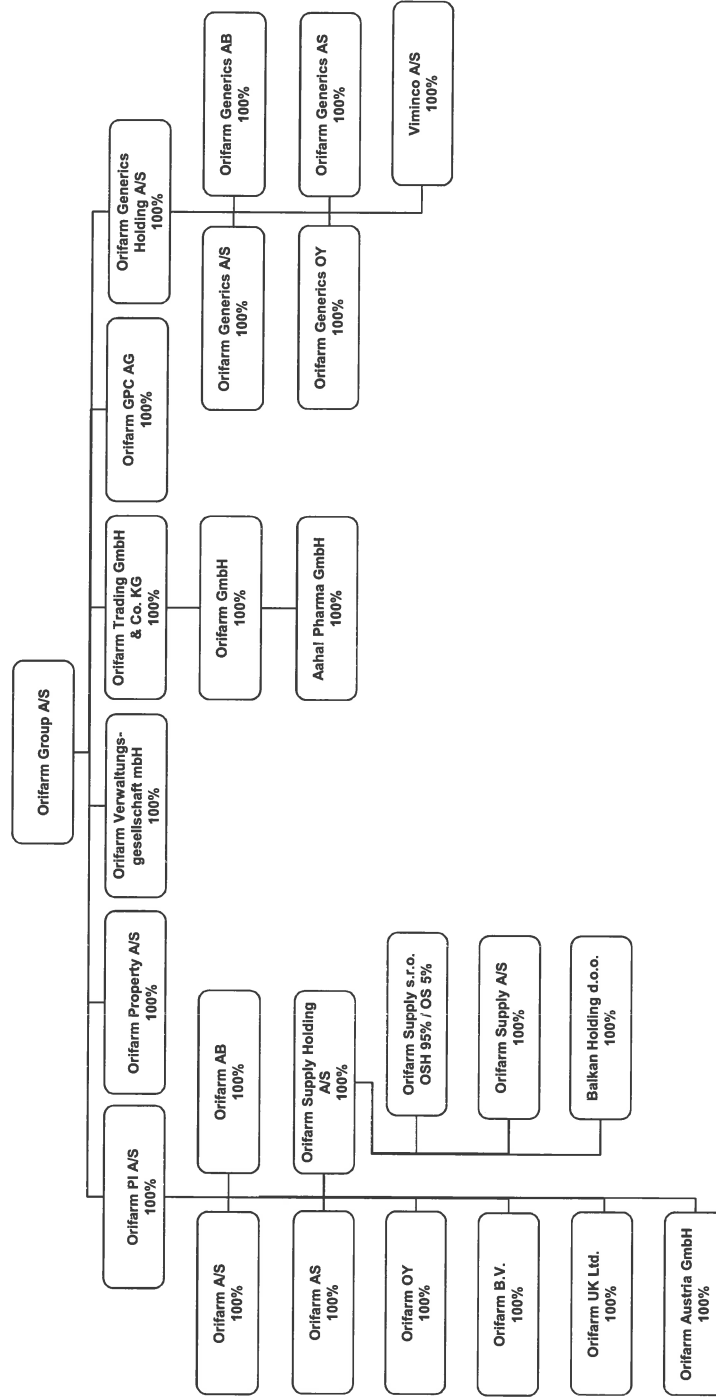 Orifarm Group A/S
Orifarm PI A/S
100%
Orifarm Property A/S
100%
Orifarm Verwaltungs-
gesellschaft mbH
100%
Orifarm Trading GmbH
& Co. KG
100%
Orifarm GPC AG
100%
Orifarm Generics
Holding A/S
100%
Orifarm A/S
100%
Orifarm AB
100%
Orifarm GmbH
100%
Orifarm Generics A/S
100%
Orifarm Generics AB
100%
Orifarm AS
100%
Orifarm Supply Holding
A/S
100%
Aaha! Pharma GmbH
100%
Orifarm Generics OY
100%
Orifarm Generics AS
100%
Orifarm OY
100%
Orifarm Supply s.r.o.
OSH 95% / OS 5%
Viminco A/S
100%
Orifarm B.V.
100%
Orifarm Supply A/S
100%
Orifarm UK Ltd.
100%
Balkan Holding d.o.o.
100%
Orifarm Austria GmbH
100%